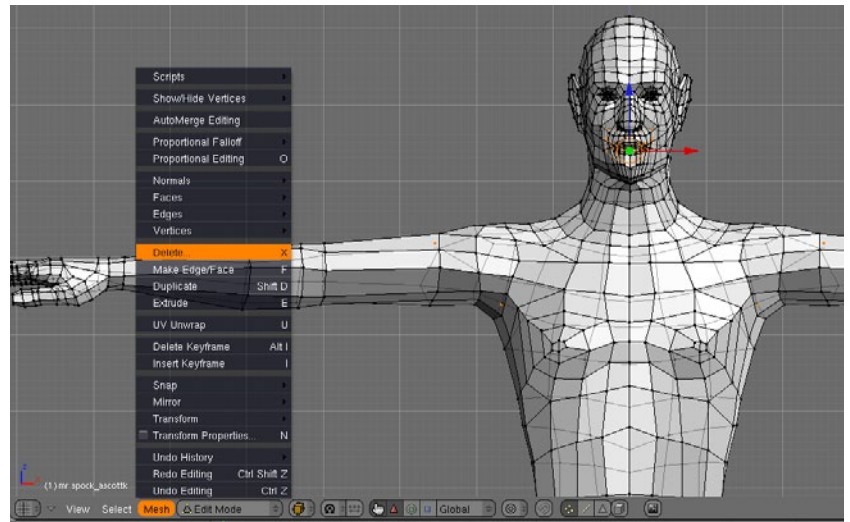 Scripts
Show/Hide Vertices
AutoMerge Editing
Proportional Falloff
Proportional Editing O
Normals
Faces
Edges
Vertices
Delete... X
Make Edge/Face F
Duplicate Shift D
Extrude E
UV Unwrap U
Delete Keyframe Alt I
Insert Keyframe I
Snap
Mirror
Transform
Transform Properties... N
Undo History
Redo Editing Ctrl Shift Z
Undo Editing Ctrl Z
z
(1) mr spock_ascottk
View Select Mesh Edit Mode Global